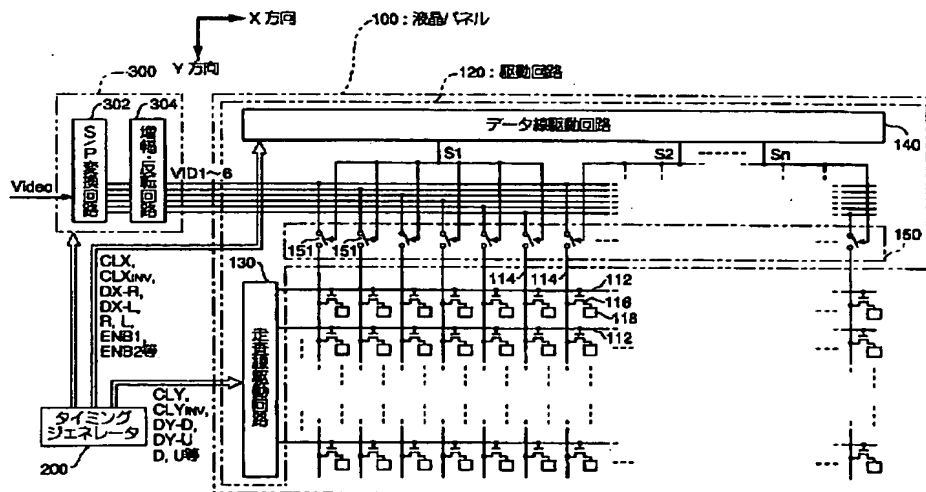 X 方向
Y 方向
100:液晶パネル
300
120:駆動回路
302
304
S/P変換回路
増幅・反転回路
データ線駆動回路
140
S1
S2
Sn
Video
VID1~6
151
151
150
130
114
114
112
116
118
112
走査線駆動回路
CLX,
CLXINV,
DX-R,
DX-L,
R, L,
ENB1,
ENB2等
CLY,
CLYINV,
DY-D,
DY-U
D, U等
タイミング
ジェネレータ
200